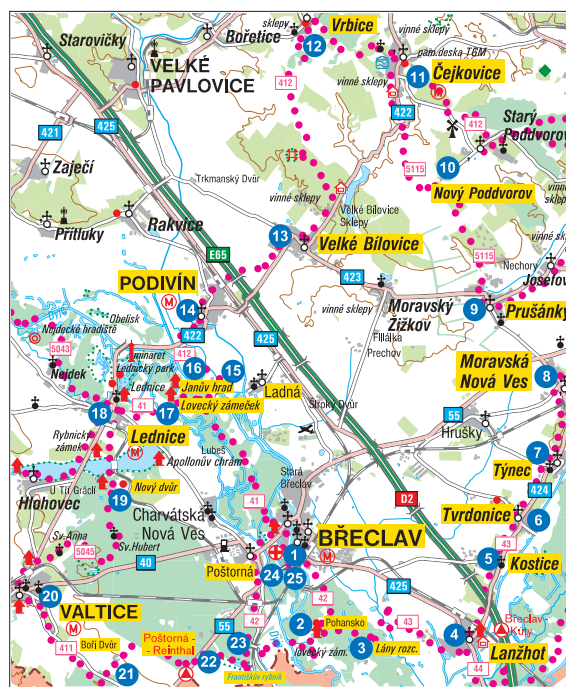 sklepy
Vrbice
vinné sklepy
Bořetice
Starovičky
12
pam.deska TGM
VELKÉ
PAVLOVICE
vinné sklepy
11
Čejkovice
M
412
422
412
Starý
Poddvorov
421
425
10
Zaječí
5115
Trkmanský Dvůr
vinné sklepy
Nový Poddvorov
Přítluky
Rakvice
Velké Bílovice
Sklepy
13
Velké Bílovice
5115
vinné
E65
423
Nechory
Josefov
PODIVÍN
M
14
Moravský
Žižkov
9
Prušánky
Obelisk
vinné sklepy
Nejdecké hradiště
422
425
minaret
Fillálka
Prechov
5043
Lednický park
412
16
15
Moravská
Nová Ves
Nejdek
Lednice
Janův hrad
Ladná
8
18
41
17
Lovecký zámeček
Široký Dvůr
55
Hrušky
Lednice
M
Rybniční
zámek
Apollonův chrám
Lubeš
7
Týnec
U Tří Grácií
Nový dvůr
Stará
Břeclav
424
Hlohovec
19
41
D2
Tvrdonice
6
Charvátská
Nová Ves
Sv.Anna
43
Sv.Hubert
BŘECLAV
5
Kostice
5045
40
Poštorná
1
M
24
25
425
20
VALTICE
42
42
Břeclav-
Kúty
M
Boří Dvůr
55
2
Pohansko
43
4
Lanžhot
Poštorná -
- Reinthal
23
lovecký zám.
3
Lány rozc.
411
22
42
44
21
Františkův rybník